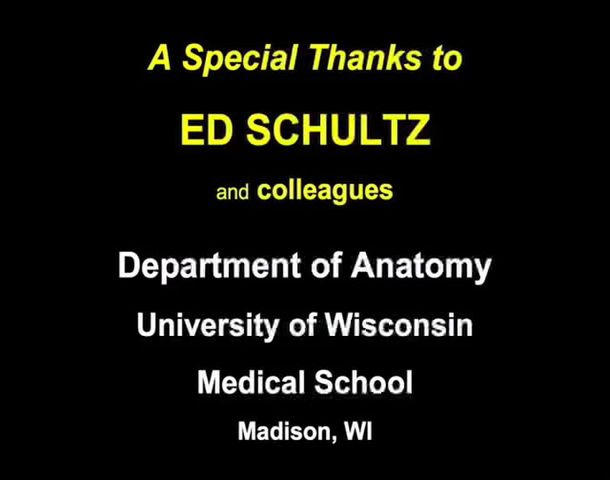 A Special Thanks to
ED SCHULTZ
and colleagues
Department of Anatomy
University of Wisconsin
Medical School
Madison, WI